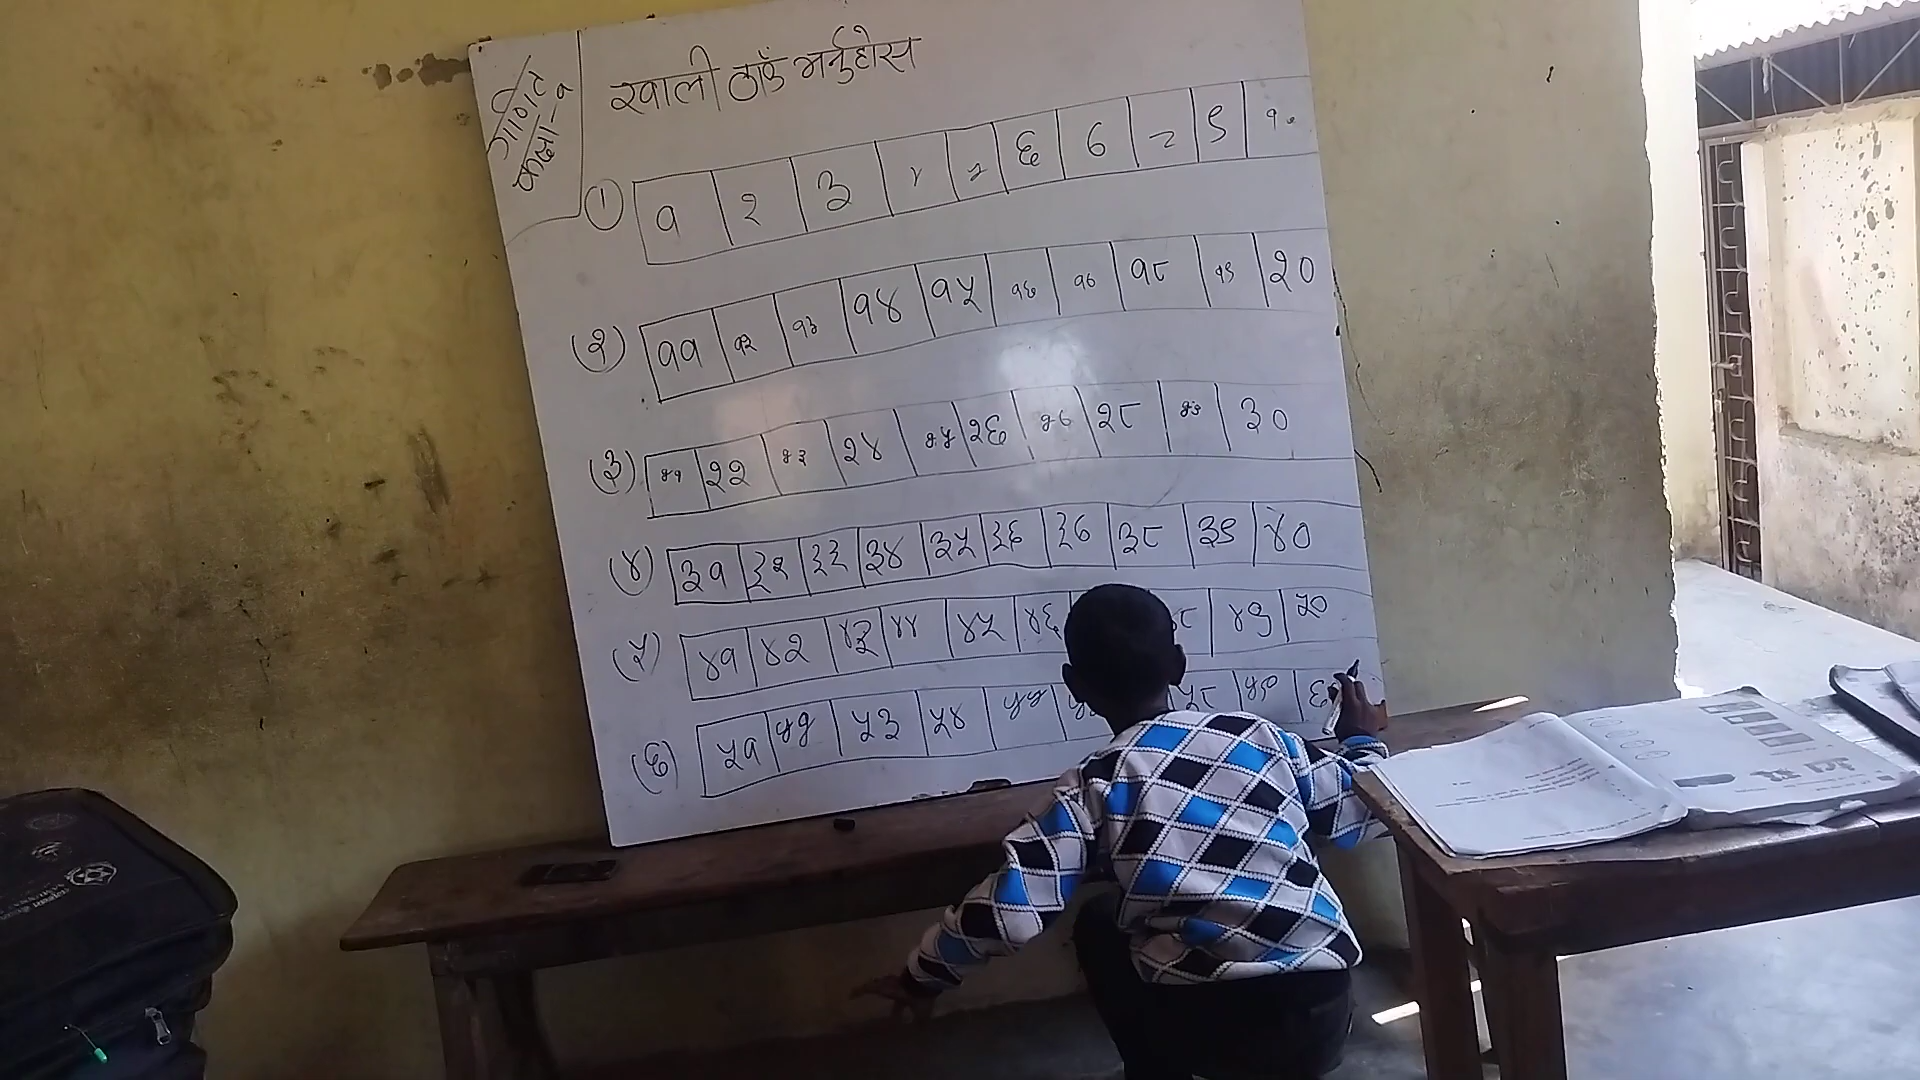 गणित
कक्षा-१
खाली ठाउँ भर्नुहोस
(1) १ २ ३ ४ ५ ६ ७ ८ ९ १०
(२) ११ १२ १३ १४ १५ १६ १७ १८ १९ २०
(३) २१ २२ २३ २४ २५ २६ २७ २८ २९ ३०
(४) ३१ ३२ ३३ ३४ ३५ ३६ ३७ ३८ ३९ ४०
(५) ४१ ४२ ४३ ४४ ४५ ४६ ४९ ५०
(६) ५१ ५२ ५३ ५४ ५५ ५८